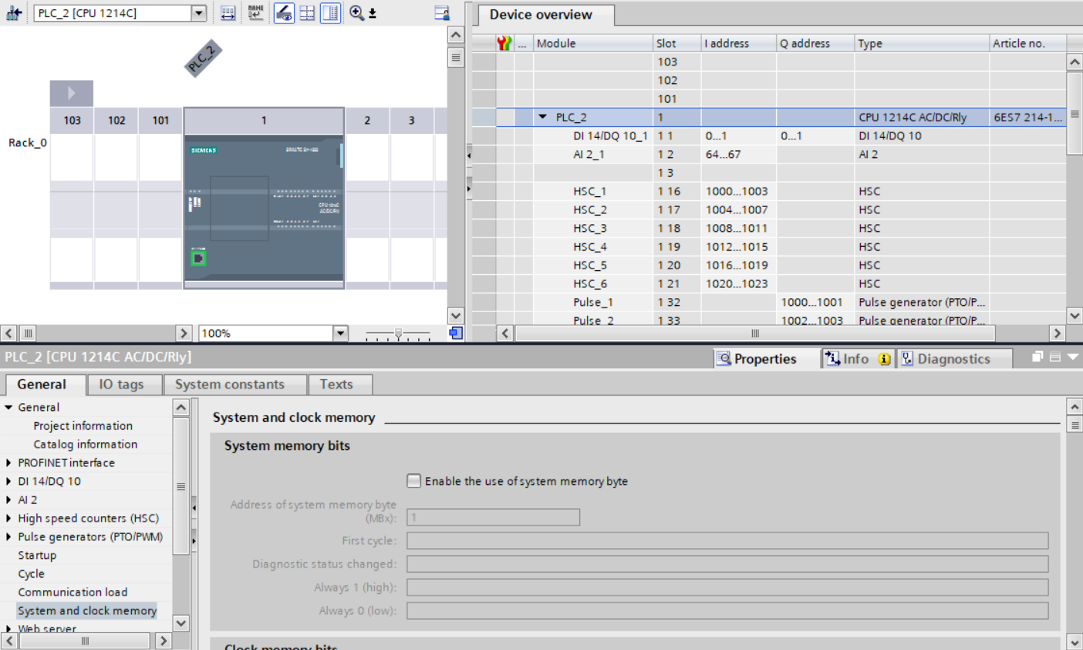 PLC_2 [CPU 1214C]
PLC_2
103 102 101 1 2 3
Rack_0
SIEMENS
100%
Device overview
... Module Slot I address Q address Type Article no.
103
102
101
PLC_2 1 CPU 1214C AC/DC/Rly 6ES7 214-1...
DI 14/DQ 10_1 1 1 0...1 0...1 DI 14/DQ 10
AI 2_1 1 2 64...67 AI 2
1 3
HSC_1 1 16 1000...1003 HSC
HSC_2 1 17 1004...1007 HSC
HSC_3 1 18 1008...1011 HSC
HSC_4 1 19 1012...1015 HSC
HSC_5 1 20 1016...1019 HSC
HSC_6 1 21 1020...1023 HSC
Pulse_1 1 32 1000...1001 Pulse generator (PTO/P...
Pulse_2 1 33 1002...1003 Pulse generator (PTO/P...
PLC_2 [CPU 1214C AC/DC/Rly]
Properties Info Diagnostics
General IO tags System constants Texts
General
Project information
Catalog information
PROFINET interface
DI 14/DQ 10
AI 2
High speed counters (HSC)
Pulse generators (PTO/PWM)
Startup
Cycle
Communication load
System and clock memory
Web server
System and clock memory
System memory bits
Enable the use of system memory byte
Address of system memory byte
(MBx): 1
First cycle:
Diagnostic status changed:
Always 1 (high):
Always 0 (low):
Clock memory bits